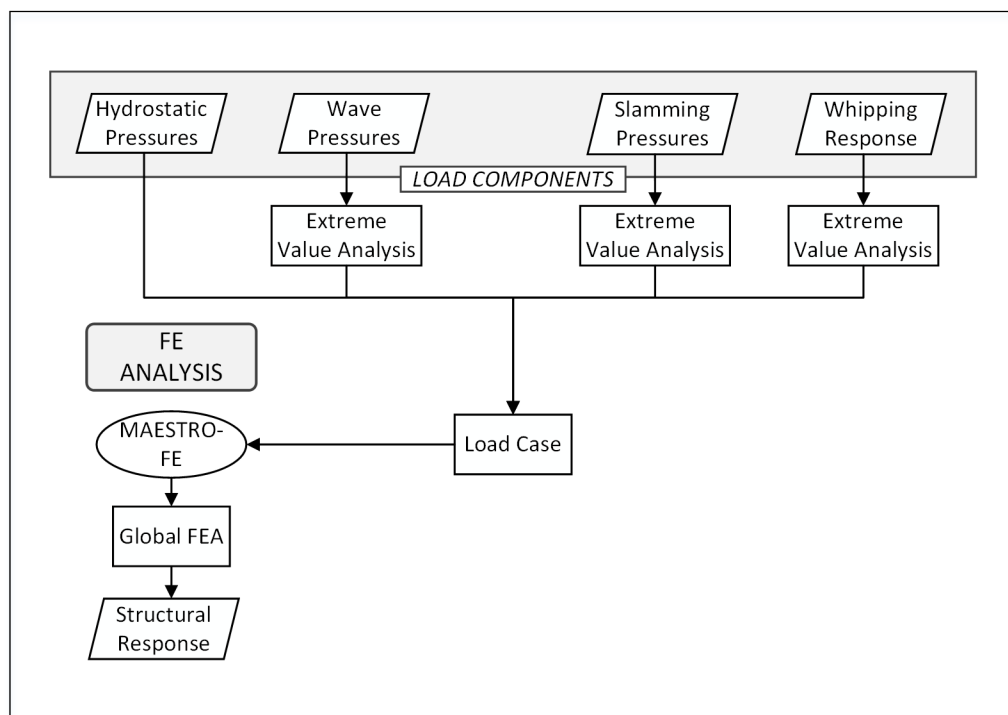 Hydrostatic
Pressures
Wave
Pressures
Slamming
Pressures
Whipping
Response
LOAD COMPONENTS
Extreme
Value Analysis
Extreme
Value Analysis
Extreme
Value Analysis
FE
ANALYSIS
MAESTRO-
FE
Load Case
Global FEA
Structural
Response